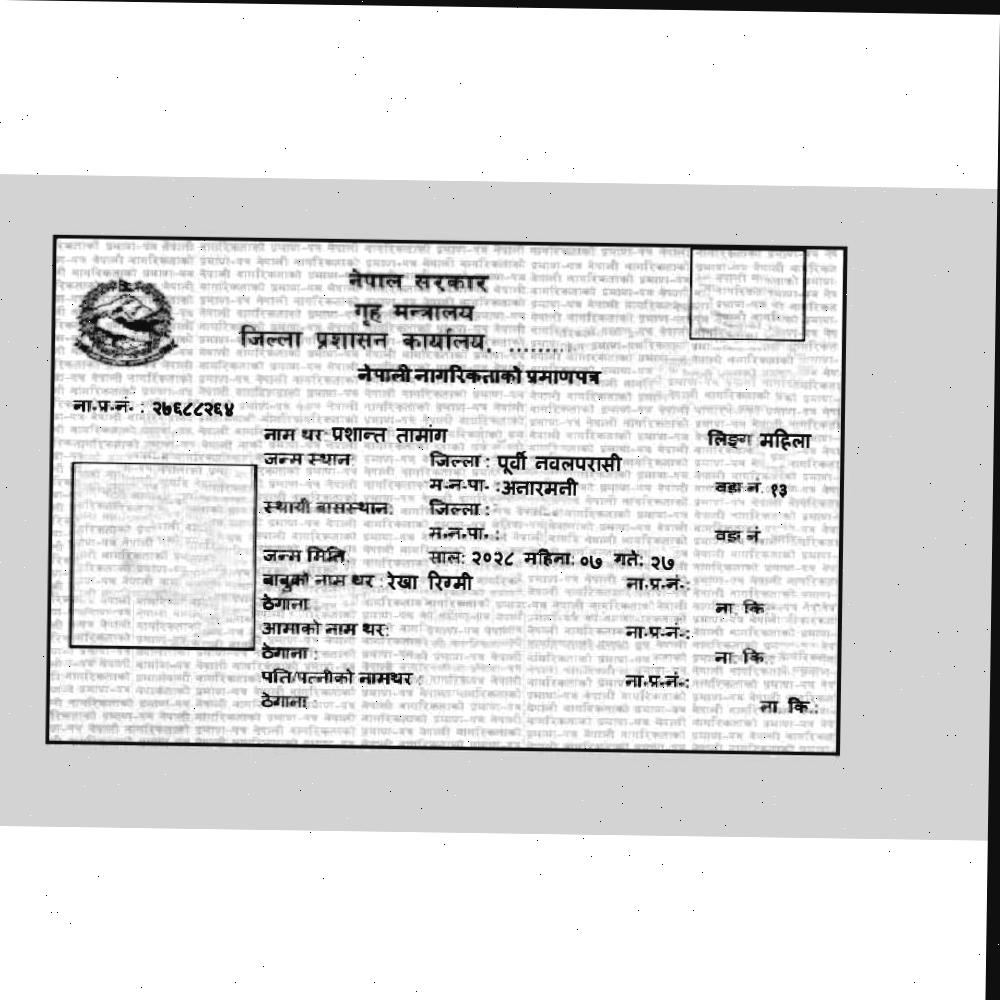 नेपाल सरकार
गृह मन्त्रालय
जिल्ला प्रशासन कार्यालय, .........
नेपाली नागरिकताको प्रमाणपत्र
ना.प्र.नं. : २७६८८२६४
नाम थर प्रशान्त तामांग लिङ्ग महिला
जन्म स्थान: जिल्ला : पूर्वी नवलपरासी
म.न.पा. :अनारमनी वडा नं. १३
स्थायी बासस्थान: जिल्ला :
म.न.पा. : वडा नं.
जन्म मिति: साल: २०२८ महिना: ०७ गते: २७
बाबुको नाम थर : रेखा रिग्मी ना.प्र.नं.:
ठेगाना ना. कि.
आमाको नाम थर: ना.प्र.नं.:
ठेगाना : ना. कि.:
पति/पत्नीको नामथर : ना.प्र.नं.:
ठेगाना : ना. कि.: